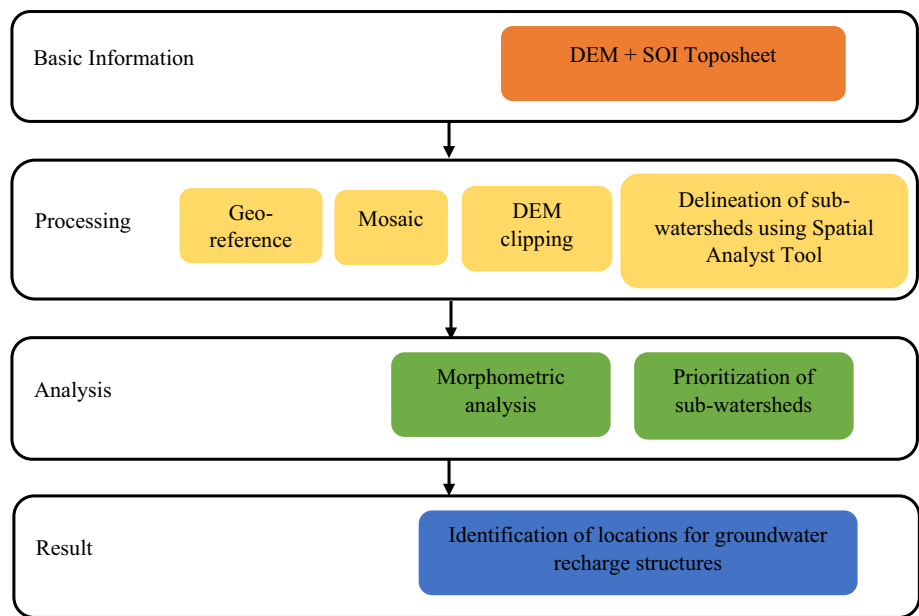 Basic Information
DEM + SOI Toposheet
Processing
Geo-
reference
Mosaic
DEM
clipping
Delineation of sub-
watersheds using Spatial
Analyst Tool
Analysis
Morphometric
analysis
Prioritization of
sub-watersheds
Result
Identification of locations for groundwater
recharge structures